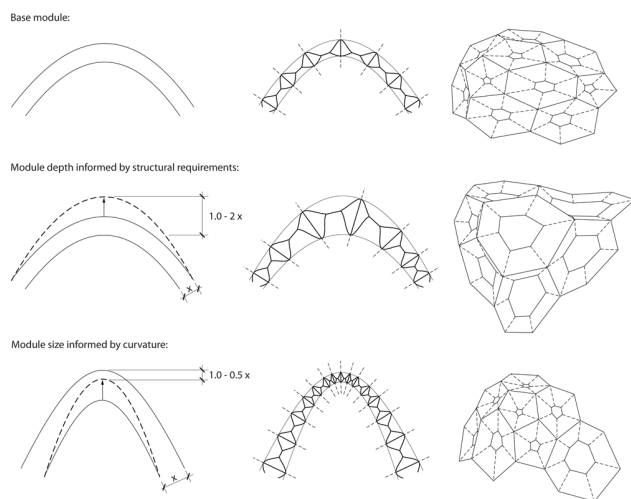 Base module:
Module depth informed by structural requirements:
1.0 - 2 x
x
Module size informed by curvature:
1.0 - 0.5 x
x